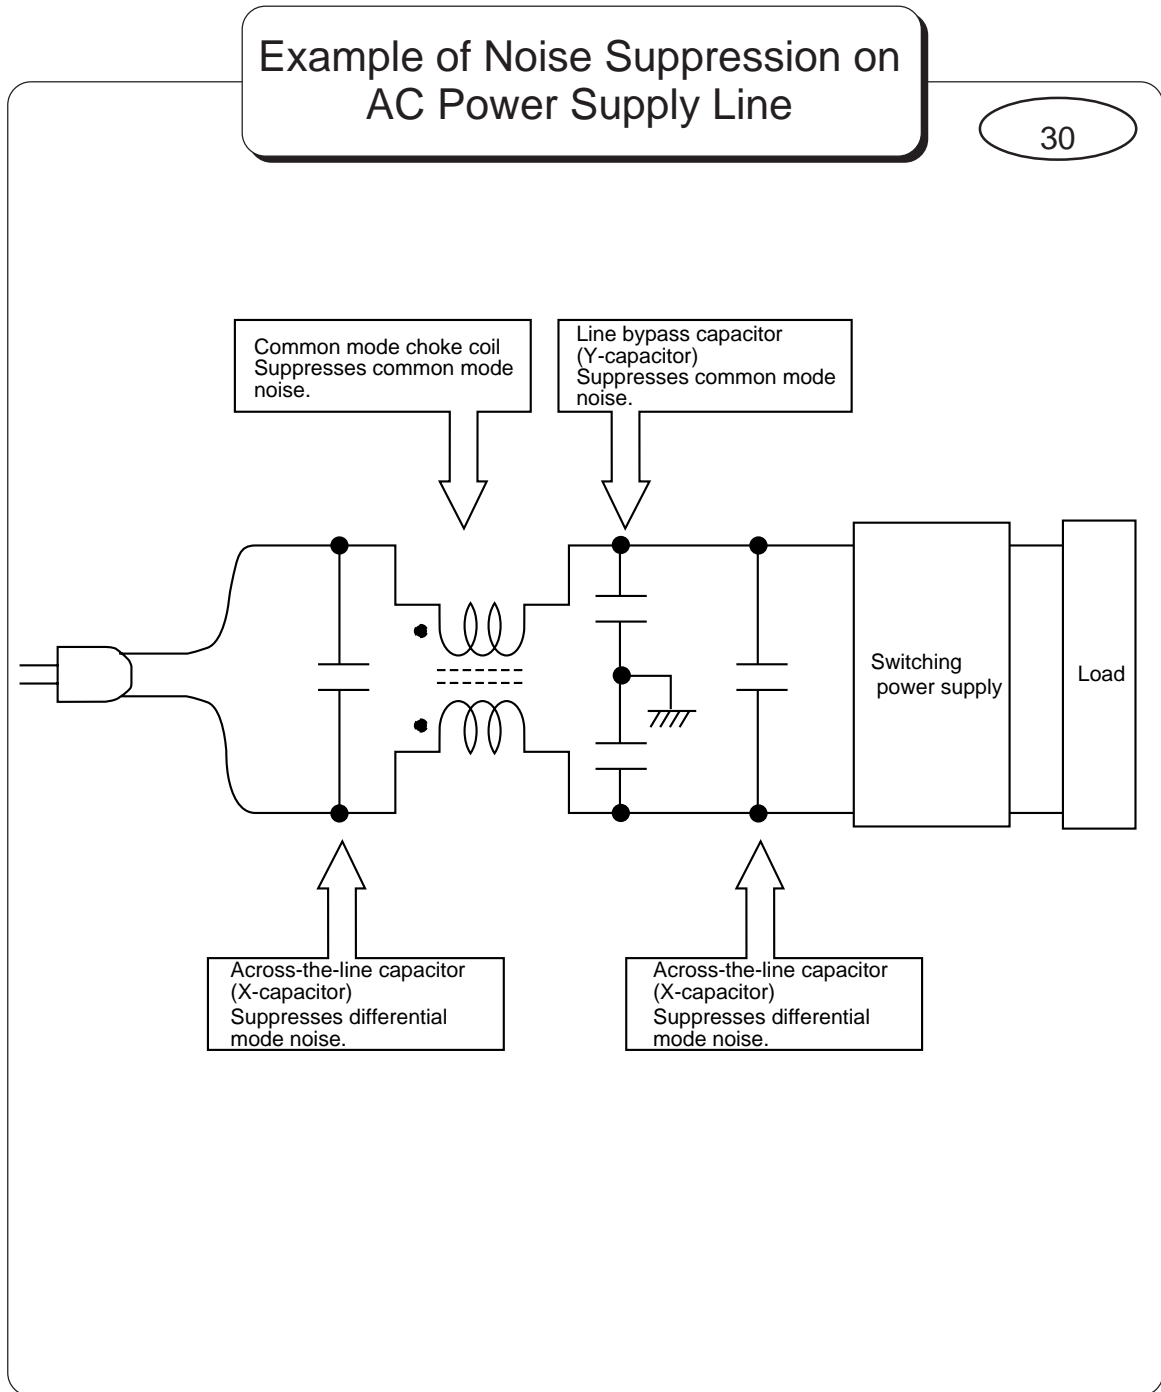 Example of Noise Suppression on
AC Power Supply Line
30
Common mode choke coil
Suppresses common mode
noise.
Line bypass capacitor
(Y-capacitor)
Suppresses common mode
noise.
Switching
power supply
Load
Across-the-line capacitor
(X-capacitor)
Suppresses differential
mode noise.
Across-the-line capacitor
(X-capacitor)
Suppresses differential
mode noise.